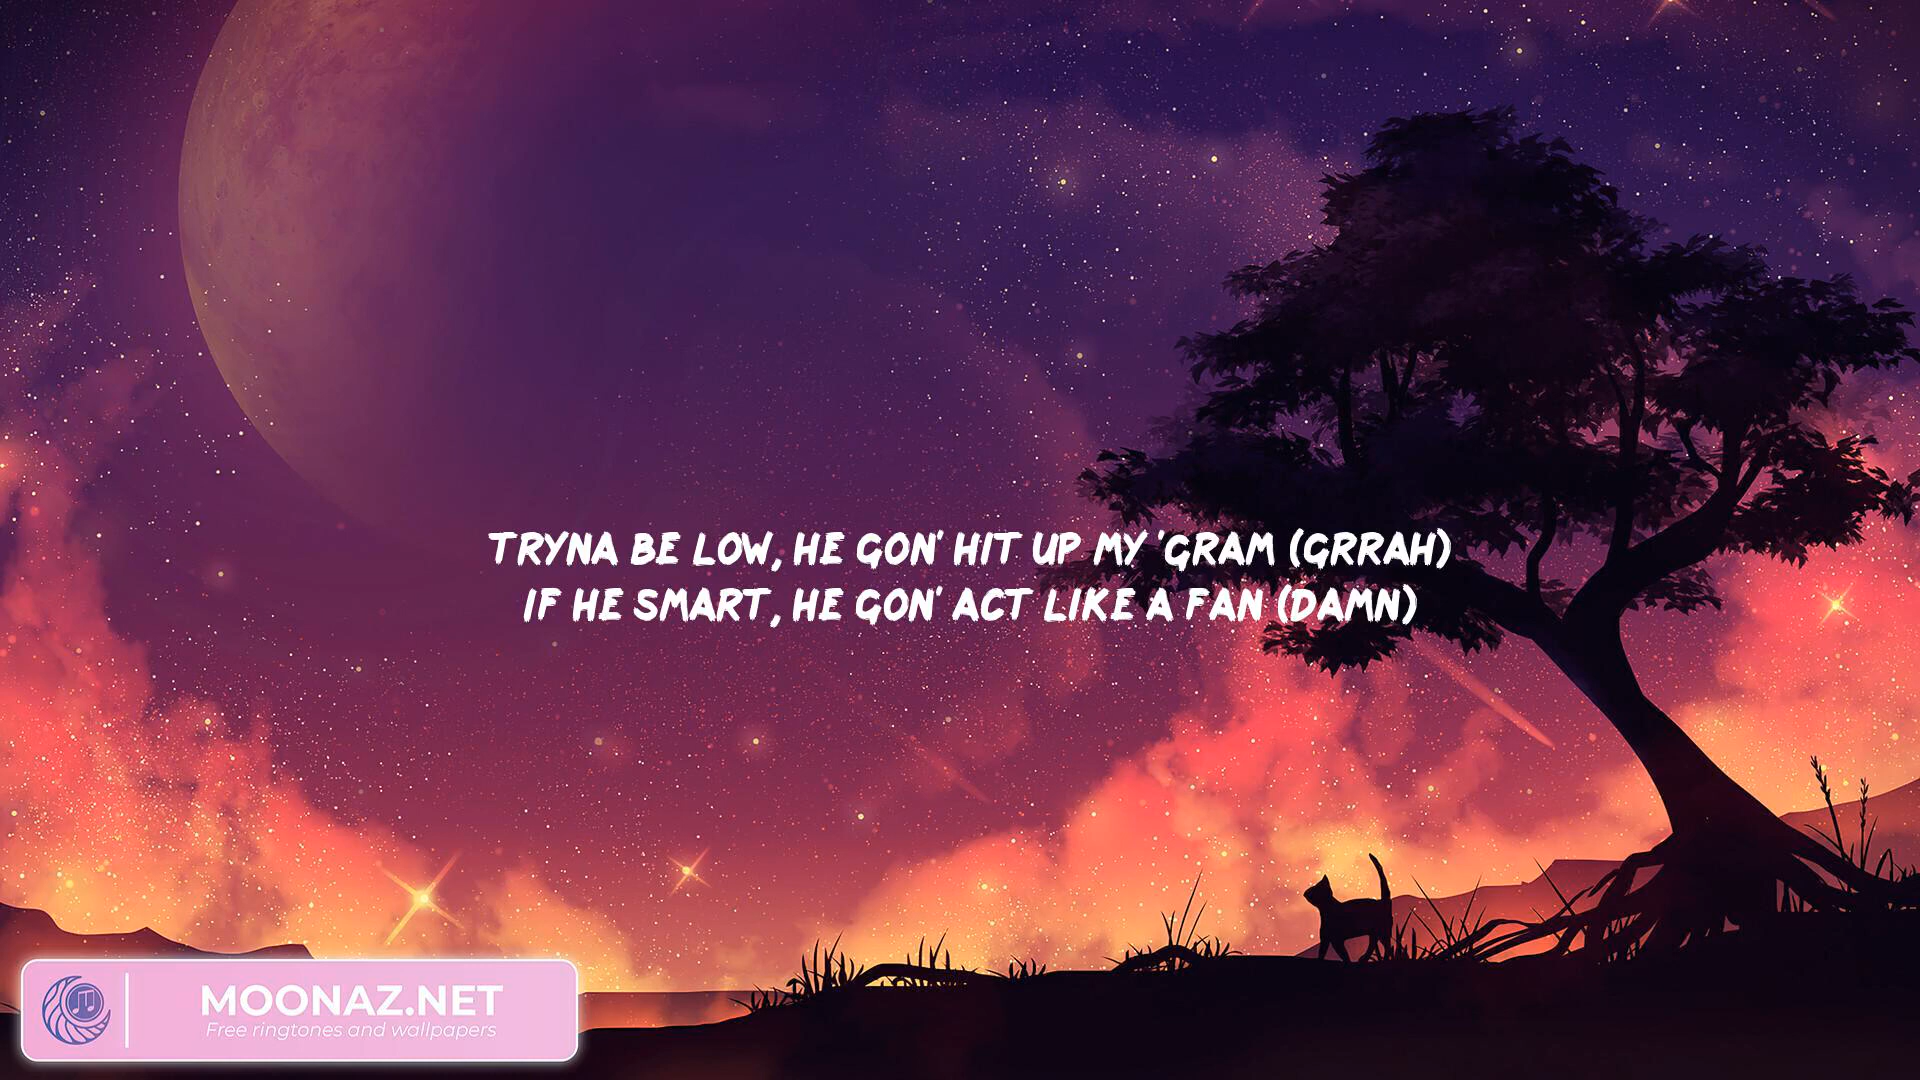 TRYNA BE LOW, HE GON' HIT UP MY 'GRAM (GRRAH)
IF HE SMART, HE GON' ACT LIKE A FAN (DAMN)
MOONAZ.NET
Free ringtones and wallpapers